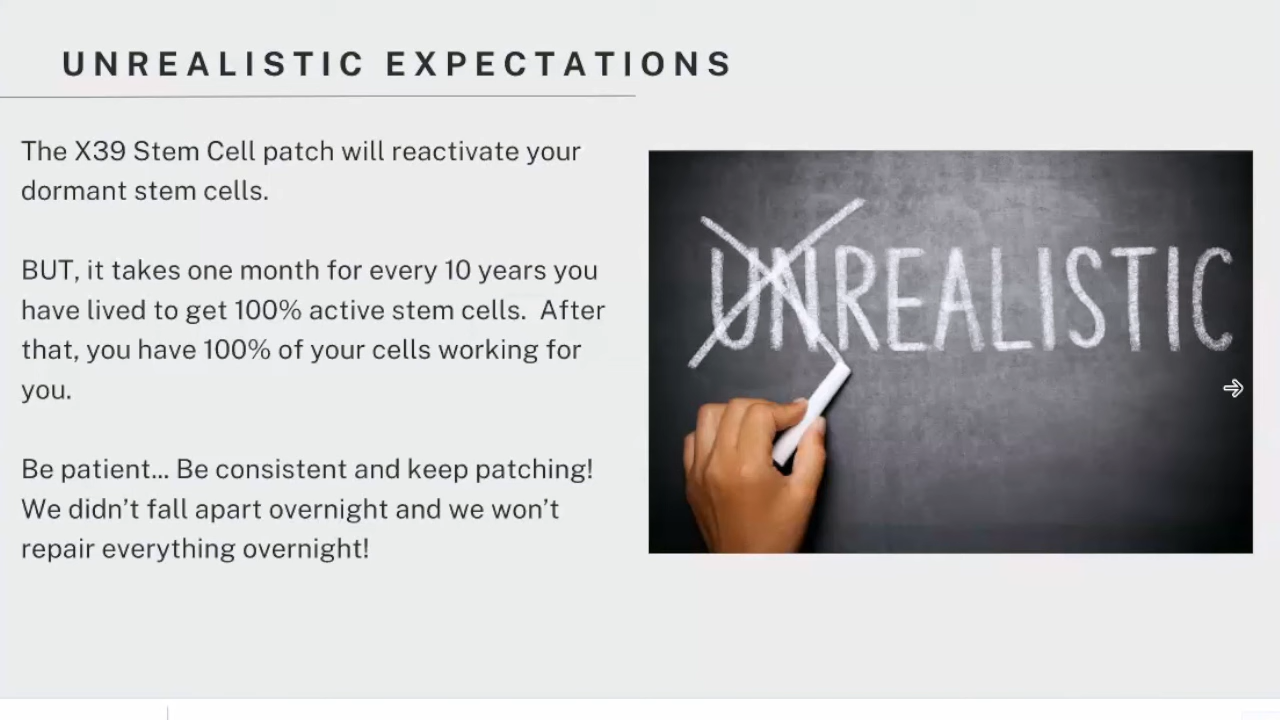 UNREALISTIC EXPECTATIONS
The X39 Stem Cell patch will reactivate your
dormant stem cells.
BUT, it takes one month for every 10 years you
have lived to get 100% active stem cells.  After
that, you have 100% of your cells working for
you.
Be patient... Be consistent and keep patching!
We didn’t fall apart overnight and we won’t
repair everything overnight!
UNREALISTIC